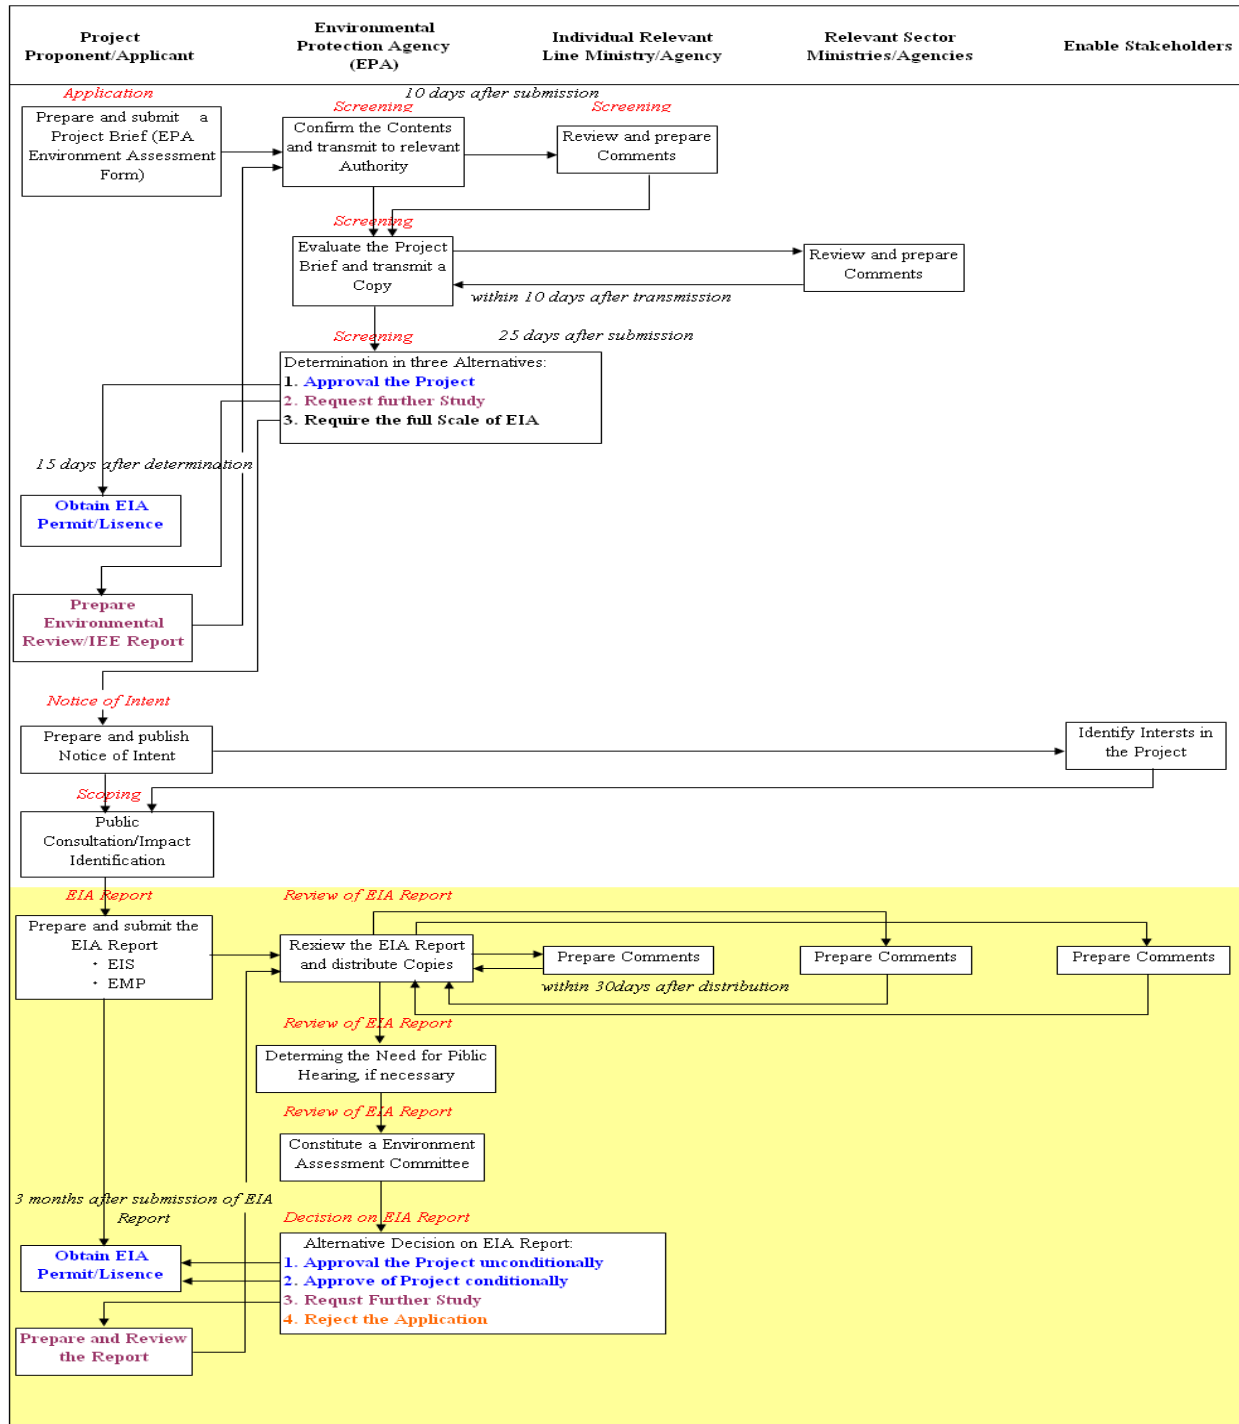 Project
Proponent/Applicant
Environmental
Protection Agency
(EPA)
Individual Relevant
Line Ministry/Agency
Relevant Sector
Ministries/Agencies
Enable Stakeholders
Application
10 days after submission
Screening
Screening
Prepare and submit a
Project Brief (EPA
Environment Assessment
Form)
Confirm the Contents
and transmit to relevant
Authority
Review and prepare
Comments
Screening
Evaluate the Project
Brief and transmit a
Copy
Review and prepare
Comments
within 10 days after transmission
Screening
25 days after submission
Determination in three Alternatives:
1. Approval the Project
2. Request further Study
3. Require the full Scale of EIA
15 days after determination
Obtain EIA
Permit/Lisence
Prepare
Environmental
Review/IEE Report
Notice of Intent
Prepare and publish
Notice of Intent
Identify Intersts in
the Project
Scoping
Public
Consultation/Impact
Identification
EIA Report
Review of EIA Report
Prepare and submit the
EIA Report
・ EIS
・ EMP
Rexiew the EIA Report
and distribute Copies
Prepare Comments
Prepare Comments
Prepare Comments
within 30days after distribution
Review of EIA Report
Determing the Need for Piblic
Hearing, if necessary
Review of EIA Report
Constitute a Environment
Assessment Committee
3 months after submission of EIA
Report
Decision on EIA Report
Obtain EIA
Permit/Lisence
Alternative Decision on EIA Report:
1. Approval the Project unconditionally
2. Approve of Project conditionally
3. Requst Further Study
4. Reject the Application
Prepare and Review
the Report